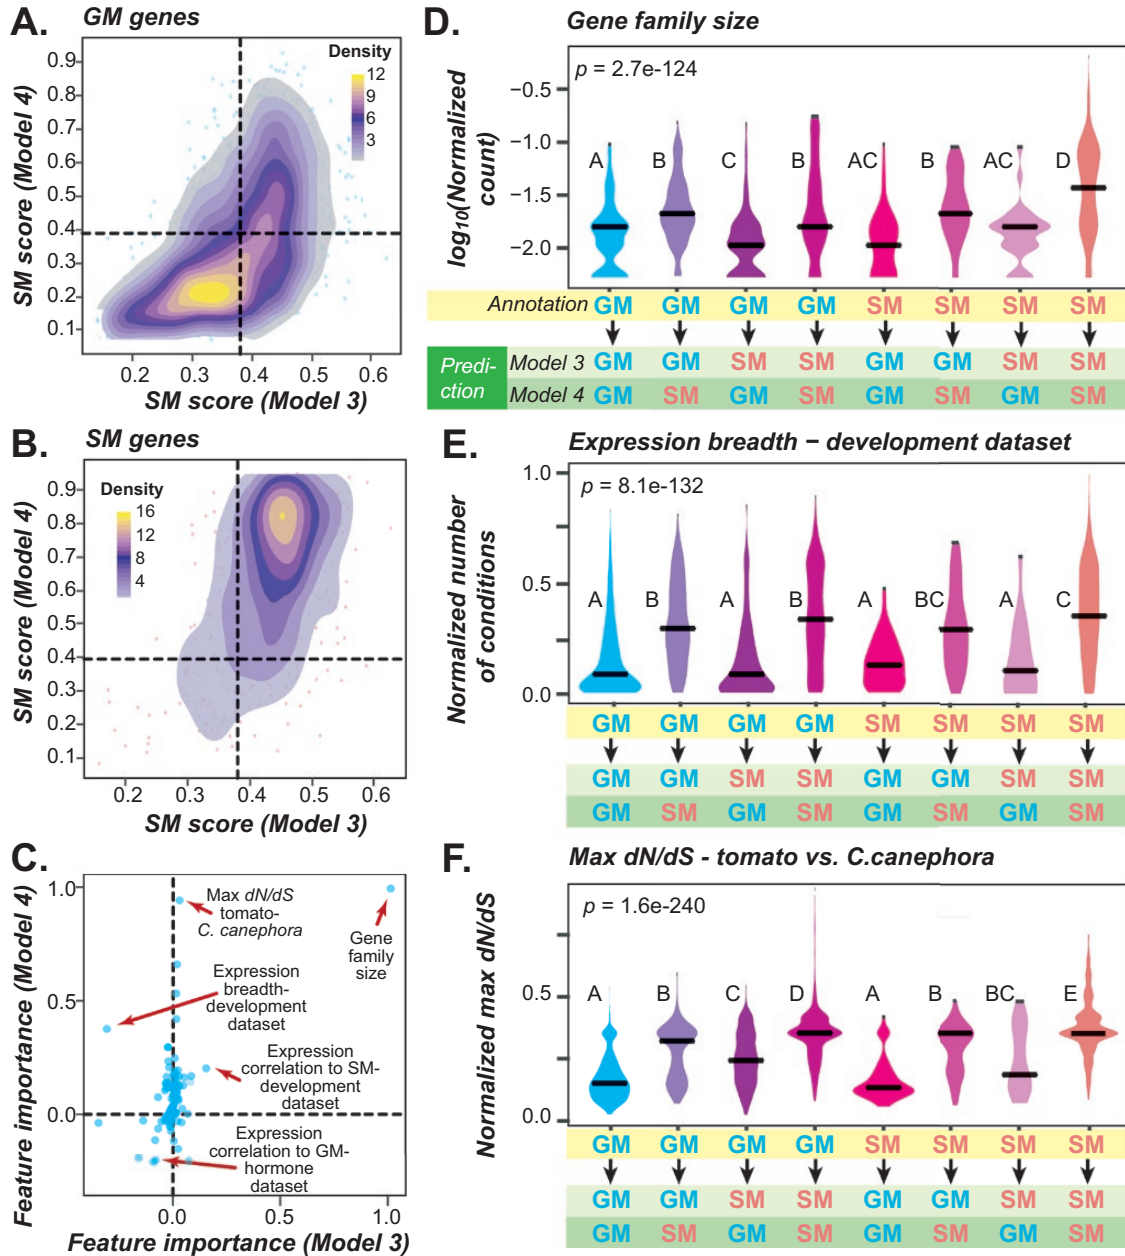 A.
GM genes
Density
12
9
6
3
0.9
0.8
0.7
0.6
0.5
0.4
0.3
0.2
0.1
SM score (Model 4)
0.2 0.3 0.4 0.5 0.6
SM score (Model 3)
B.
SM genes
Density
16
12
8
4
0.9
0.8
0.7
0.6
0.5
0.4
0.3
0.2
0.1
SM score (Model 4)
0.2 0.3 0.4 0.5 0.6
SM score (Model 3)
C.
1.0
0.5
0.0
Feature importance (Model 4)
Max dN/dS
tomato-
C. canephora
Gene
family
size
Expression
breadth-
development
dataset
Expression
correlation to SM-
development
dataset
Expression
correlation to GM-
hormone
dataset
0.0 0.5 1.0
Feature importance (Model 3)
D.
Gene family size
p = 2.7e-124
log10(Normalized
count)
−0.5
−1.0
−1.5
−2.0
A B C B AC B AC D
Annotation GM GM GM GM SM SM SM SM
Predi-
ction
Model 3 GM GM SM SM GM GM SM SM
Model 4 GM SM GM SM GM SM GM SM
E.
Expression breadth − development dataset
p = 8.1e-132
Normalized number
of conditions
1.0
0.5
0.0
A B A B A BC A C
GM GM GM GM SM SM SM SM
GM GM SM SM GM GM SM SM
GM SM GM SM GM SM GM SM
F.
Max dN/dS - tomato vs. C.canephora
p = 1.6e-240
Normalized max dN/dS
0.5
0.0
A B C D A B BC E
GM GM GM GM SM SM SM SM
GM GM SM SM GM GM SM SM
GM SM GM SM GM SM GM SM